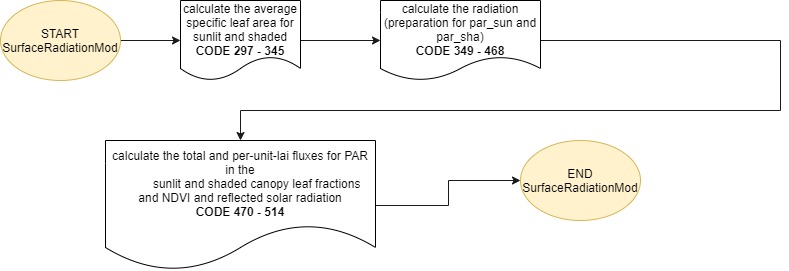 START
SurfaceRadiationMod
calculate the average
specific leaf area for
sunlit and shaded
CODE 297 - 345
calculate the radiation
(preparation for par_sun and
par_sha)
CODE 349 - 468
calculate the total and per-unit-lai fluxes for PAR
in the
sunlit and shaded canopy leaf fractions
and NDVI and reflected solar radiation
CODE 470 - 514
END
SurfaceRadiationMod